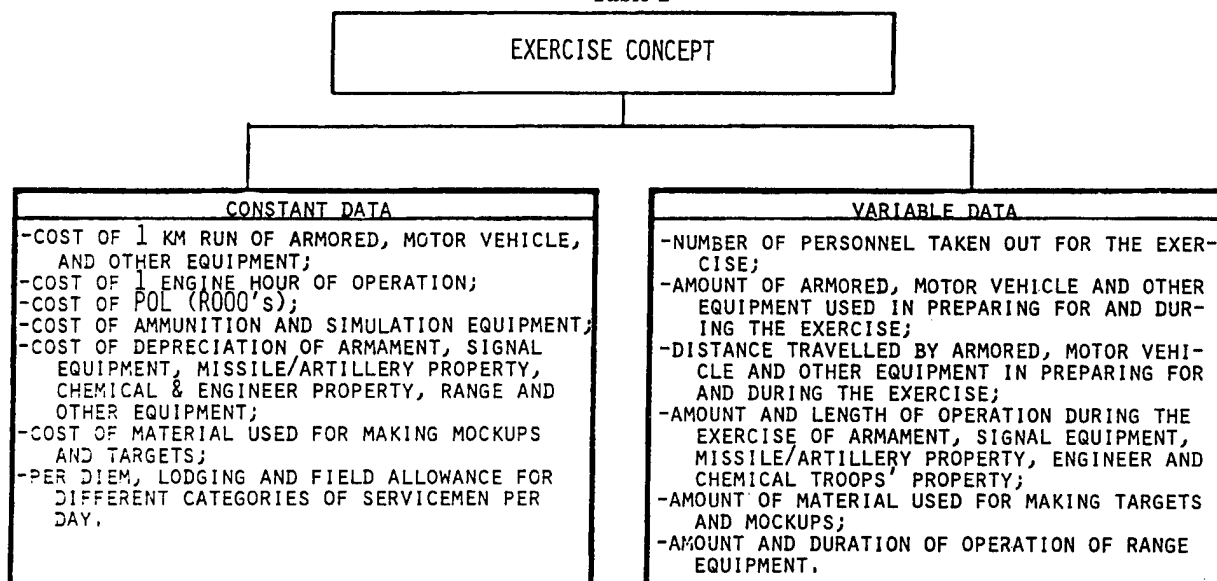 EXERCISE CONCEPT
CONSTANT DATA
-COST OF 1 KM RUN OF ARMORED, MOTOR VEHICLE,
AND OTHER EQUIPMENT;
-COST OF 1 ENGINE HOUR OF OPERATION;
-COST OF POL (R000's);
-COST OF AMMUNITION AND SIMULATION EQUIPMENT;
-COST OF DEPRECIATION OF ARMAMENT, SIGNAL
EQUIPMENT, MISSILE/ARTILLERY PROPERTY,
CHEMICAL & ENGINEER PROPERTY, RANGE AND
OTHER EQUIPMENT;
-COST OF MATERIAL USED FOR MAKING MOCKUPS
AND TARGETS;
-PER DIEM, LODGING AND FIELD ALLOWANCE FOR
DIFFERENT CATEGORIES OF SERVICEMEN PER
DAY.
VARIABLE DATA
-NUMBER OF PERSONNEL TAKEN OUT FOR THE EXER-
CISE;
-AMOUNT OF ARMORED, MOTOR VEHICLE AND OTHER
EQUIPMENT USED IN PREPARING FOR AND DUR-
ING THE EXERCISE;
-DISTANCE TRAVELLED BY ARMORED, MOTOR VEHI-
CLE AND OTHER EQUIPMENT IN PREPARING FOR
AND DURING THE EXERCISE;
-AMOUNT AND LENGTH OF OPERATION DURING THE
EXERCISE OF ARMAMENT, SIGNAL EQUIPMENT,
MISSILE/ARTILLERY PROPERTY, ENGINEER AND
CHEMICAL TROOPS' PROPERTY;
-AMOUNT OF MATERIAL USED FOR MAKING TARGETS
AND MOCKUPS;
-AMOUNT AND DURATION OF OPERATION OF RANGE
EQUIPMENT.